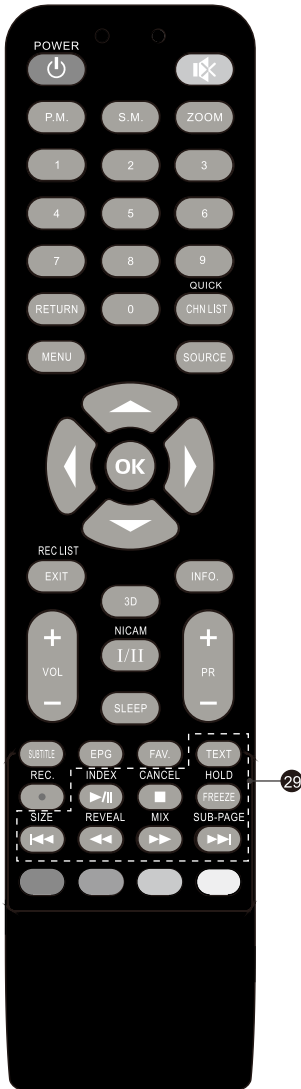 POWER
P.M. S.M. ZOOM
1 2 3
4 5 6
7 8 9
QUICK
RETURN 0 CHN LIST
MENU SOURCE
OK
REC LIST
EXIT INFO.
3D
NICAM
+ I/II +
VOL PR
SLEEP
SUBTITLE EPG FAV. TEXT
REC. INDEX CANCEL HOLD
FREEZE
29
SIZE REVEAL MIX SUB-PAGE